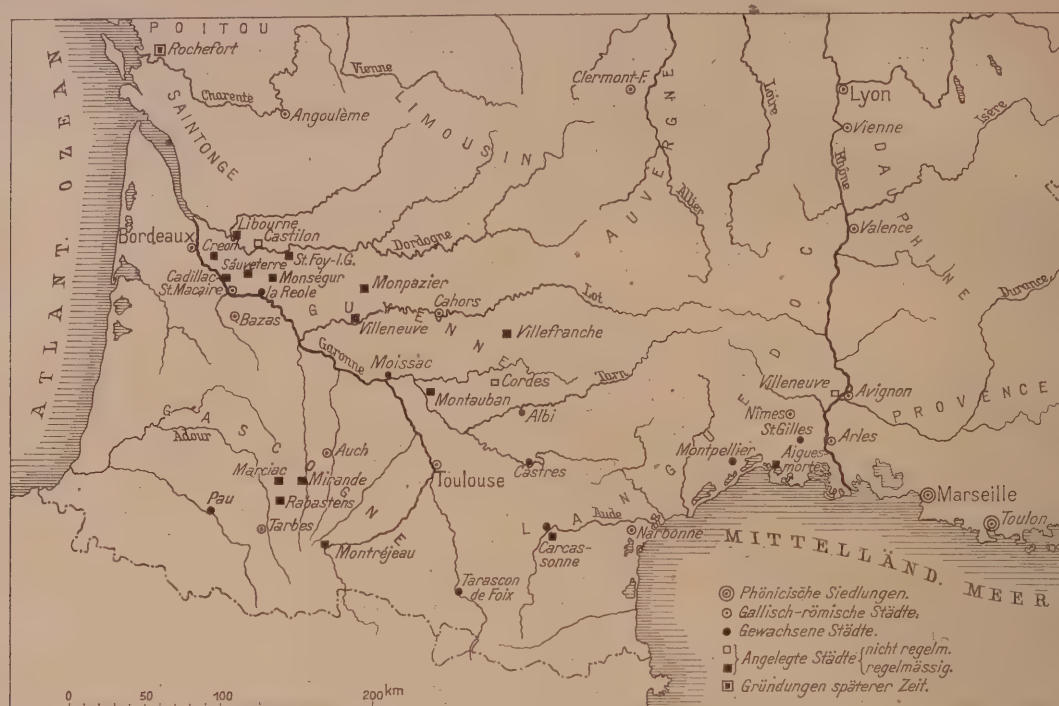 POITOU
Rochefort
ATLANT. OZEAN
SAINTONGE
Charente
Angoulême
Vienne
LIMOUSIN
Clermont-F.
AUVERGNE
Allier
Loire
Lyon
Vienne
Rhône
Isère
DAUPHINE
Valence
Durance
Bordeaux
Libourne
Castilon
Creon
Sauveterre
St.Foy-l.G.
Dordogne
Cadillac
Monségur
St.Macaire
la Reole
Bazas
Monpazier
GUYENNE
Villeneuve
Cahors
Lot
Villefranche
Garonne
Moissac
Montauban
Cordes
Tarn
Albi
Villeneuve
Avignon
PROVENCE
Nîmes
St Gilles
Arles
Montpellier
Aigues-
mortes
LANGUEDOC
GASCOGNE
Adour
Auch
Marciac
Mirande
Rabastens
Pau
Tarbes
Toulouse
Castres
Montréjeau
Aude
Carcas-
sonne
Narbonne
Tarascon
de Foix
Marseille
Toulon
MITTELLÄND. MEER
Phönicische Siedlungen.
Gallisch-römische Städte.
Gewachsene Städte.
Angelegte Städte
nicht regelm.
regelmässig.
Gründungen späterer Zeit.
0 50 100 200 km